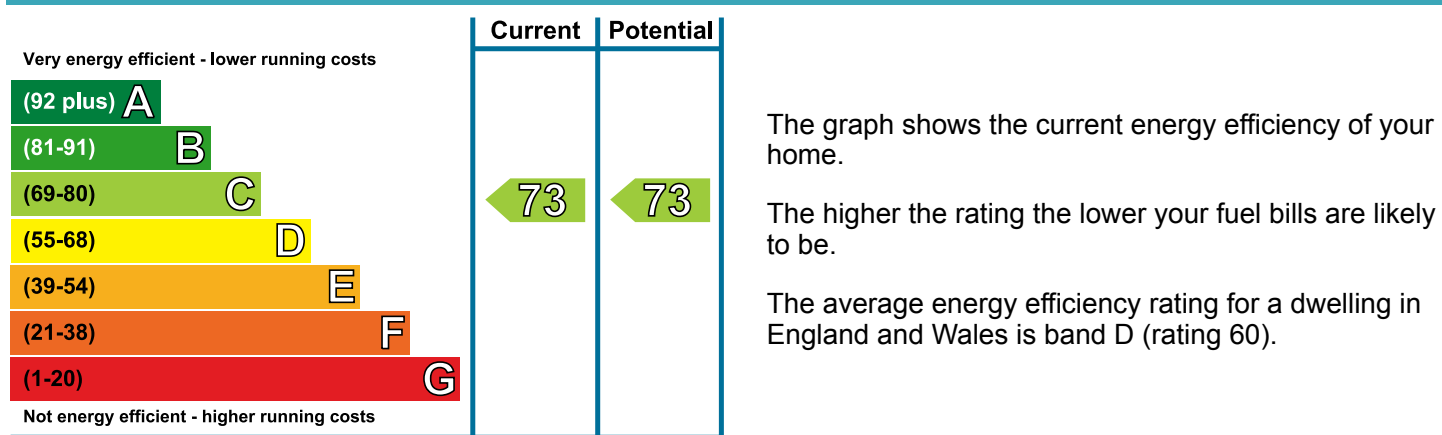 Current Potential
Very energy efficient - lower running costs
(92 plus) A
(81-91) B
(69-80) C 73 73
(55-68) D
(39-54) E
(21-38) F
(1-20) G
Not energy efficient - higher running costs
The graph shows the current energy efficiency of your
home.
The higher the rating the lower your fuel bills are likely
to be.
The average energy efficiency rating for a dwelling in
England and Wales is band D (rating 60).